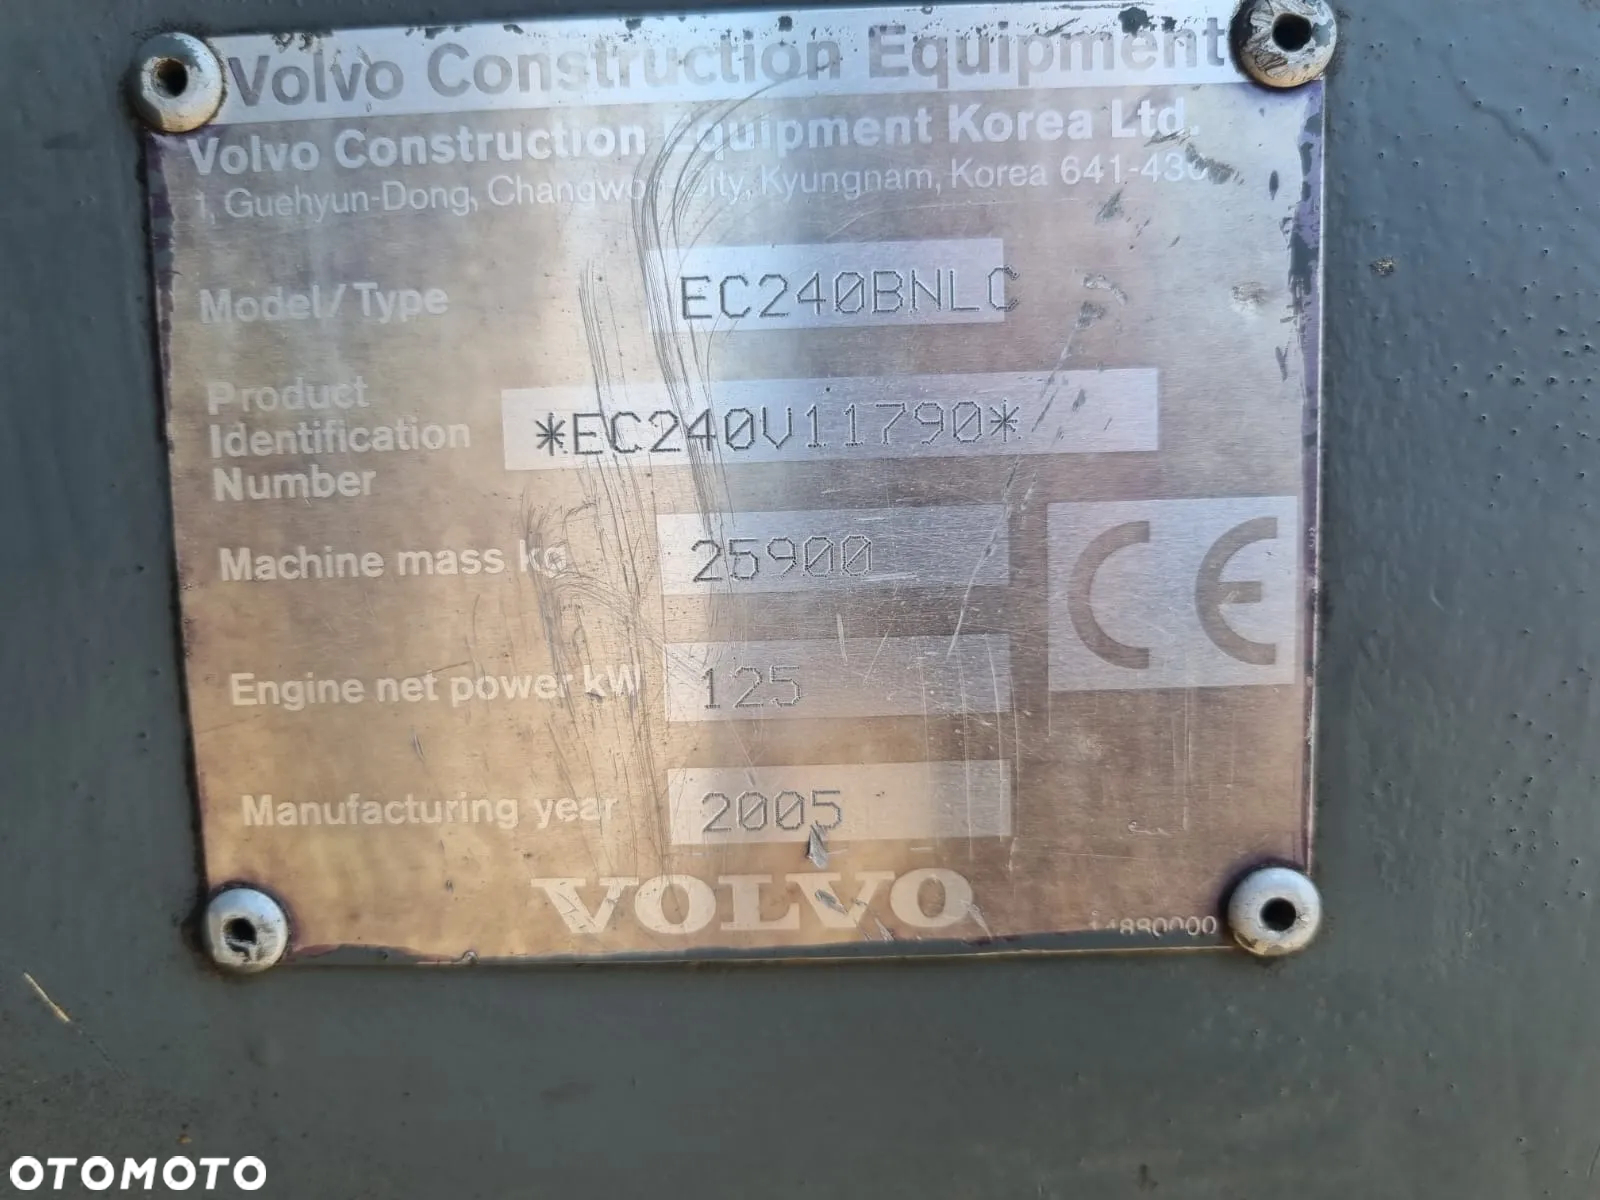 Volvo Construction Equipment
Volvo Construction Equipment Korea Ltd.
1, Guehyun-Dong, Changwon-City, Kyungnam, Korea 641-430
Model/Type EC240BNLC
Product
Identification
Number
*EC240V11790*
Machine mass kg 25900
CE
Engine net power kW 125
Manufacturing year 2005
VOLVO
OTOMOTO